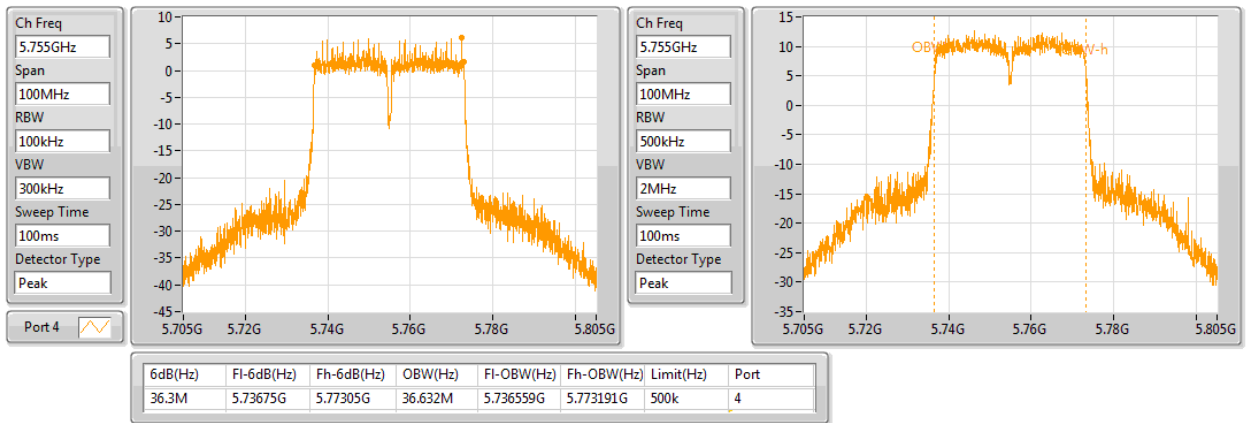 Ch Freq
5.755GHz
Span
100MHz
RBW
100kHz
VBW
300kHz
Sweep Time
100ms
Detector Type
Peak
Port 4
10
5
0
-5
-10
-15
-20
-25
-30
-35
-40
-45
5.705G 5.72G 5.74G 5.76G 5.78G 5.805G
Ch Freq
5.755GHz
Span
100MHz
RBW
500kHz
VBW
2MHz
Sweep Time
100ms
Detector Type
Peak
15
10
5
0
-5
-10
-15
-20
-25
-30
-35
5.705G 5.72G 5.74G 5.76G 5.78G 5.805G
6dB(Hz) Fl-6dB(Hz) Fh-6dB(Hz) OBW(Hz) Fl-OBW(Hz) Fh-OBW(Hz) Limit(Hz) Port
36.3M 5.73675G 5.77305G 36.632M 5.736559G 5.773191G 500k 4